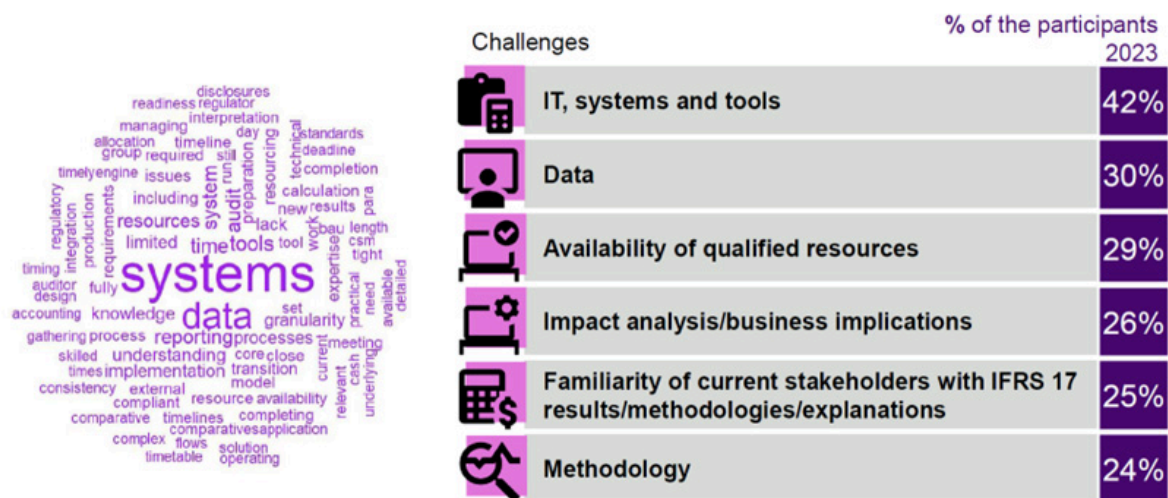 disclosures
readiness regulator
interpretation
managing day standards
allocation timeline technical deadline
group required still resourcing
timely engine issues system run audit preparation completion
including calculation para
regulatory integration production requirements resources lack new results
limited time tools tool work bau length
csm
tight
timing systems expertise
auditor fully
design practical need available detailed
accounting knowledge data set
granularity
gathering process reporting processes current meeting
skilled understanding core close
times implementation transition relevant cash underlying
consistency external model
compliant resource availability
comparative timelines completing
comparatives application
complex flows solution
timetable operating
% of the participants
Challenges 2023
IT, systems and tools 42%
Data 30%
Availability of qualified resources 29%
Impact analysis/business implications 26%
Familiarity of current stakeholders with IFRS 17
results/methodologies/explanations 25%
Methodology 24%